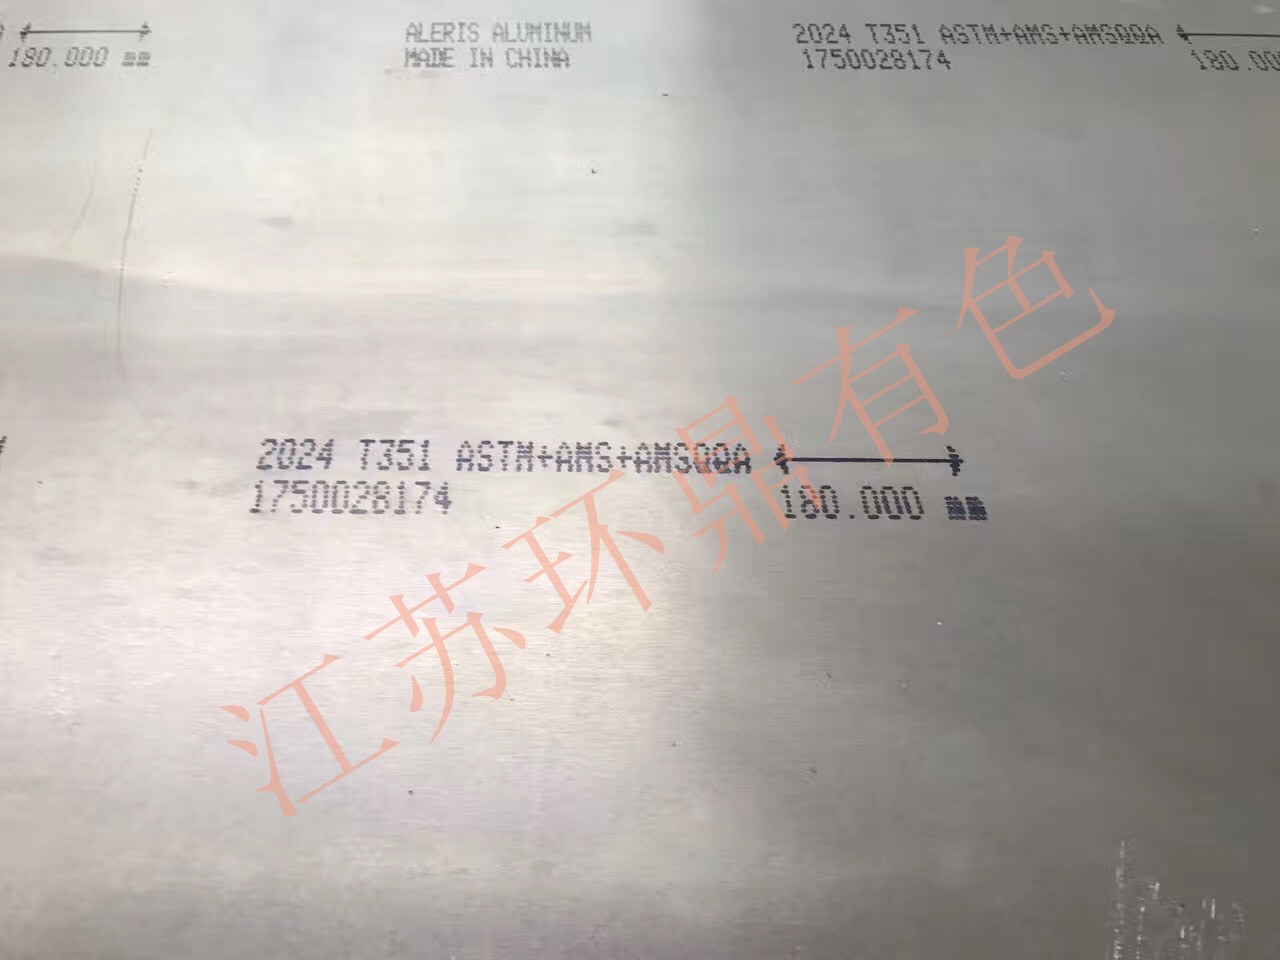 180.000 mm
ALERIS ALUMINUM
MADE IN CHINA
2024 T351 ASTM+AMS+AMSQQA
1750028174
180.00
2024 T351 ASTM+AMS+AMSQQA
1750028174
180.000 mm
江苏环鼎有色